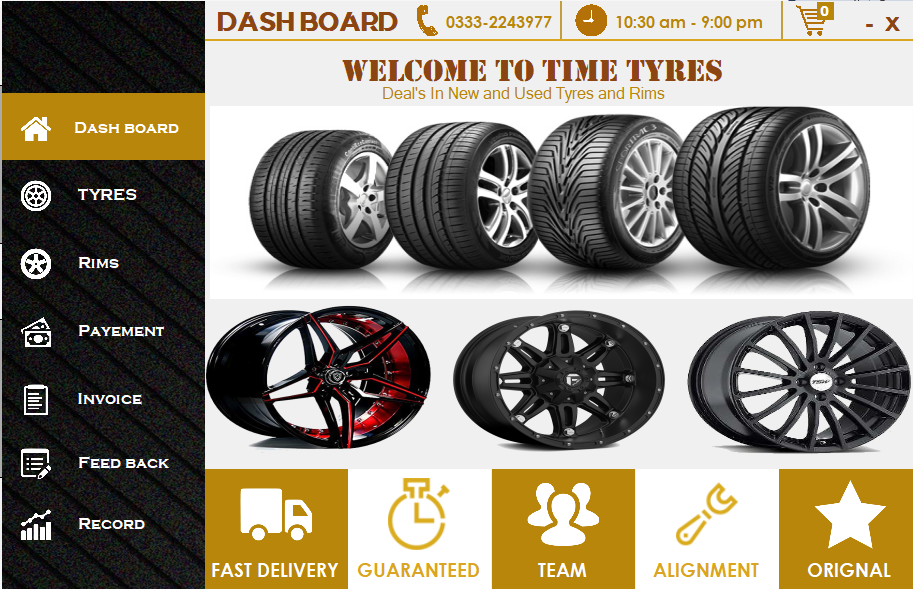 DASH BOARD
0333-2243977
10:30 am - 9:00 pm
0
- X
WELCOME TO TIME TYRES
Deal's In New and Used Tyres and Rims
DASH BOARD
TYRES
RIMS
PAYEMENT
INVOICE
FEED BACK
RECORD
FAST DELIVERY
GUARANTEED
TEAM
ALIGNMENT
ORIGNAL